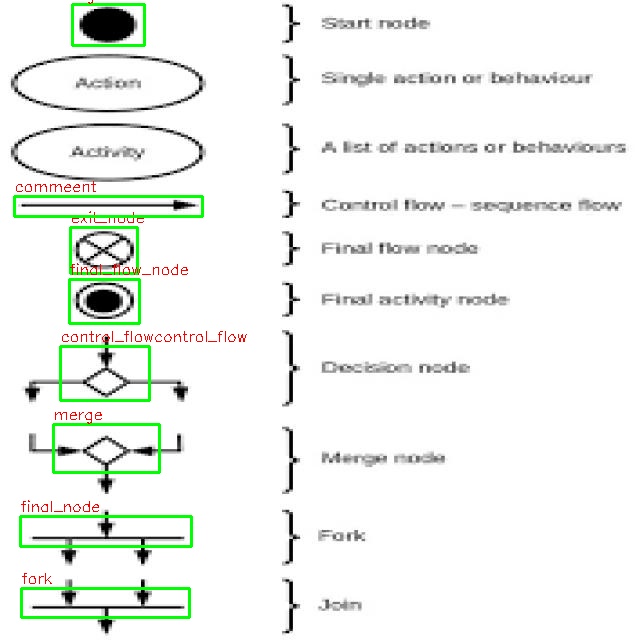 Start node
Action
Single action or behaviour
Activity
A list of actions or behaviours
commeent
Control flow – sequence flow
exit_node
Final flow node
final_flow_node
Final activity node
control_flowcontrol_flow
Decision node
merge
Merge node
final_node
Fork
fork
Join